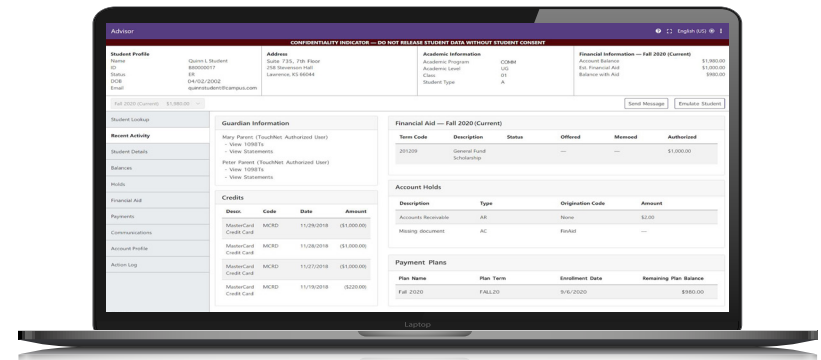 Advisor
English (US)
CONFIDENTIALITY INDICATOR — DO NOT RELEASE STUDENT DATA WITHOUT STUDENT CONSENT
Student Profile
Name Quinn L Student
ID 880000017
Status ER
DOB 04/02/2002
Email quinnstudent@campus.com
Address
Suite 735, 7th Floor
258 Stevenson Hall
Lawrence, KS 66044
Academic Information
Academic Program COMM
Academic Level UG
Class 01
Student Type A
Financial Information — Fall 2020 (Current)
Account Balance $1,980.00
Est. Financial Aid $1,000.00
Balance with Aid $980.00
Fall 2020 (Current) $1,980.00
Send Message
Emulate Student
Student Lookup
Recent Activity
Student Details
Balances
Holds
Financial Aid
Payments
Communications
Account Profile
Action Log
Guardian Information
Mary Parent (TouchNet Authorized User)
- View 1098Ts
- View Statements
Peter Parent (TouchNet Authorized User)
- View 1098Ts
- View Statements
Credits
Descr. Code Date Amount
MasterCard MCRD 11/29/2018 ($1,000.00)
Credit Card
MasterCard MCRD 11/28/2018 ($1,000.00)
Credit Card
MasterCard MCRD 11/27/2018 ($1,000.00)
Credit Card
MasterCard MCRD 11/19/2018 ($220.00)
Credit Card
Financial Aid — Fall 2020 (Current)
Term Code Description Status Offered Memoed Authorized
201209 General Fund — — $1,000.00
Scholarship
Account Holds
Description Type Origination Code Amount
Accounts Receivable AR None $2.00
Missing document AC —
Payment Plans
Plan Name Plan Term Enrollment Date Remaining Plan Balance
Fall 2020 FALL20 9/6/2020 $980.00
Laptop